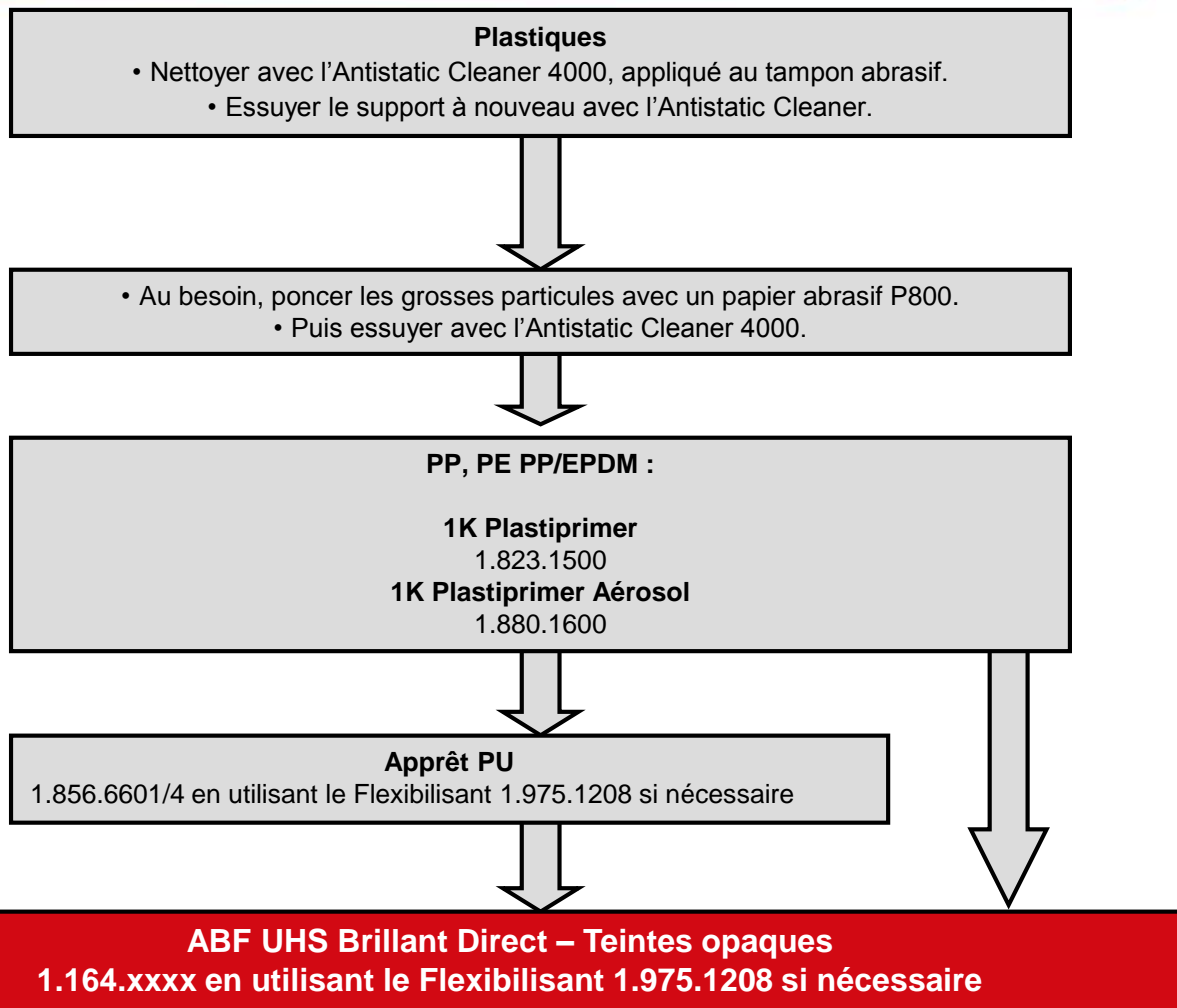 Plastiques
• Nettoyer avec l’Antistatic Cleaner 4000, appliqué au tampon abrasif.
• Essuyer le support à nouveau avec l’Antistatic Cleaner.
• Au besoin, poncer les grosses particules avec un papier abrasif P800.
• Puis essuyer avec l’Antistatic Cleaner 4000.
PP, PE PP/EPDM :
1K Plastiprimer
1.823.1500
1K Plastiprimer Aérosol
1.880.1600
Apprêt PU
1.856.6601/4 en utilisant le Flexibilisant 1.975.1208 si nécessaire
ABF UHS Brillant Direct – Teintes opaques
1.164.xxxx en utilisant le Flexibilisant 1.975.1208 si nécessaire